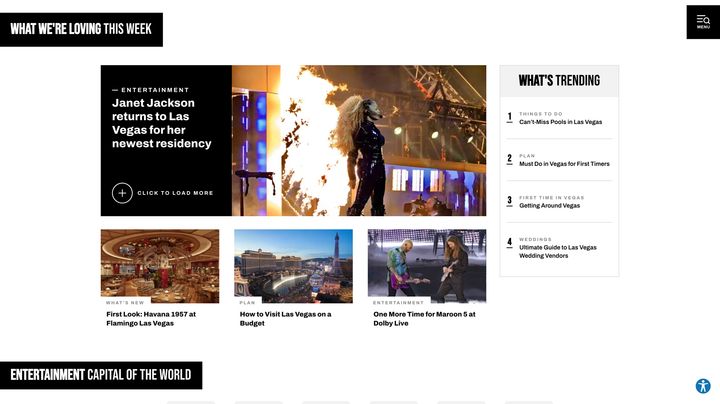 WHAT WE'RE LOVING THIS WEEK
MENU
— ENTERTAINMENT
Janet Jackson
returns to Las
Vegas for her
newest residency
CLICK TO LOAD MORE
WHAT'S NEW
First Look: Havana 1957 at
Flamingo Las Vegas
PLAN
How to Visit Las Vegas on a
Budget
ENTERTAINMENT
One More Time for Maroon 5 at
Dolby Live
WHAT'S TRENDING
1
THINGS TO DO
Can't-Miss Pools in Las Vegas
2
PLAN
Must Do in Vegas for First Timers
3
FIRST TIME IN VEGAS
Getting Around Vegas
4
WEDDINGS
Ultimate Guide to Las Vegas
Wedding Vendors
ENTERTAINMENT CAPITAL OF THE WORLD